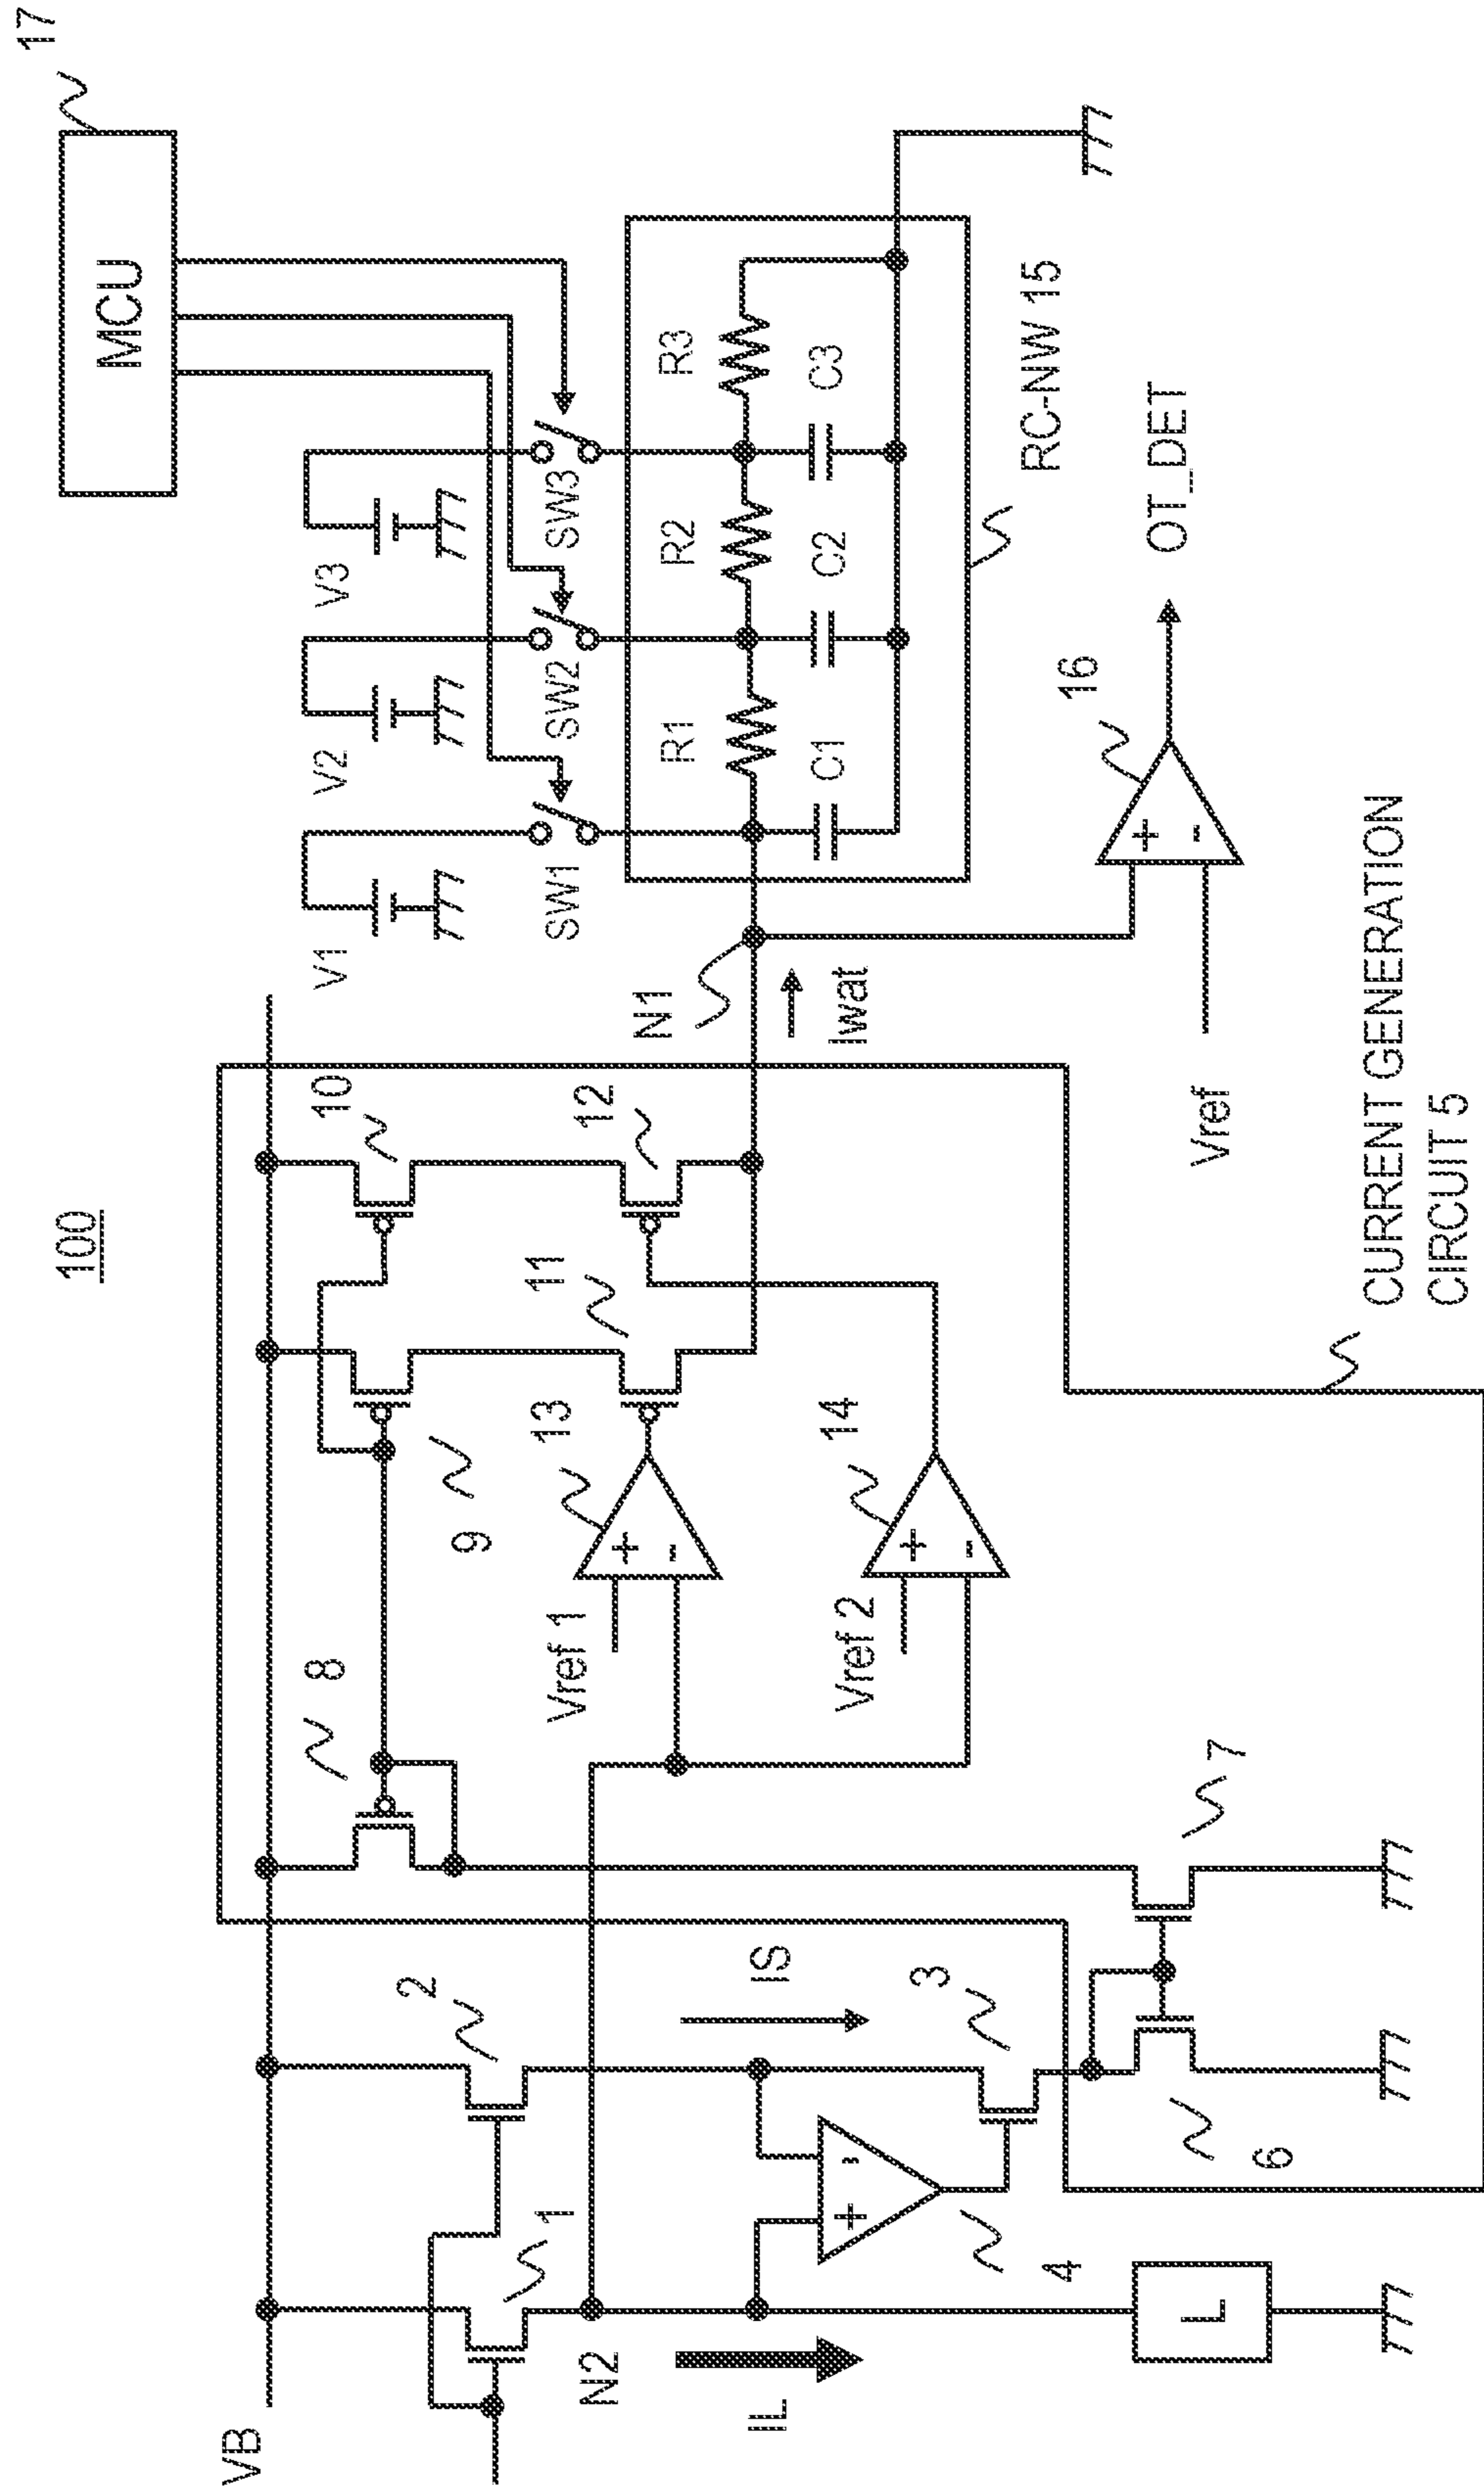 100
17
MCU
VB
1
2
8
9
10
11
12
13
14
Vref 1
Vref 2
V1
V2
V3
SW1
SW2
SW3
R1
R2
R3
C1
C2
C3
N1
Iwat
RC-NW 15
N2
IL
IS
3
4
L
6
7
+
-
+
-
+
-
+
-
16
Vref
OT_DET
CURRENT GENERATION
CIRCUIT 5